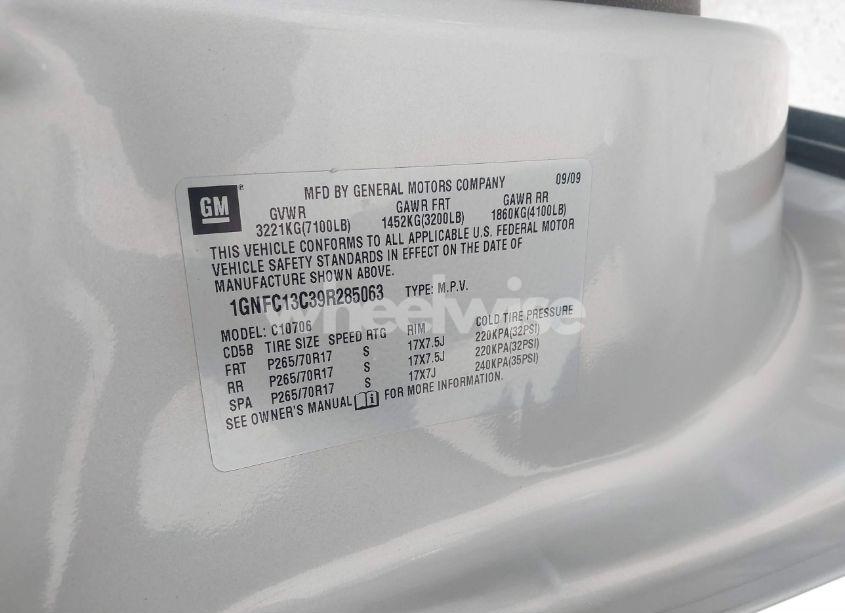 GM
®
MFD BY GENERAL MOTORS COMPANY 09/09
GVWR GAWR FRT GAWR RR
3221KG(7100LB) 1452KG(3200LB) 1860KG(4100LB)
THIS VEHICLE CONFORMS TO ALL APPLICABLE U.S. FEDERAL MOTOR
VEHICLE SAFETY STANDARDS IN EFFECT ON THE DATE OF
MANUFACTURE SHOWN ABOVE.
1GNFC13C39R285063 TYPE: M.P.V.
wheelwise
MODEL: C10706
CD5B TIRE SIZE SPEED RTG RIM COLD TIRE PRESSURE
FRT P265/70R17 S 17X7.5J 220KPA(32PSI)
RR P265/70R17 S 17X7.5J 220KPA(32PSI)
SPA P265/70R17 S 17X7J 240KPA(35PSI)
SEE OWNER'S MANUAL FOR MORE INFORMATION.